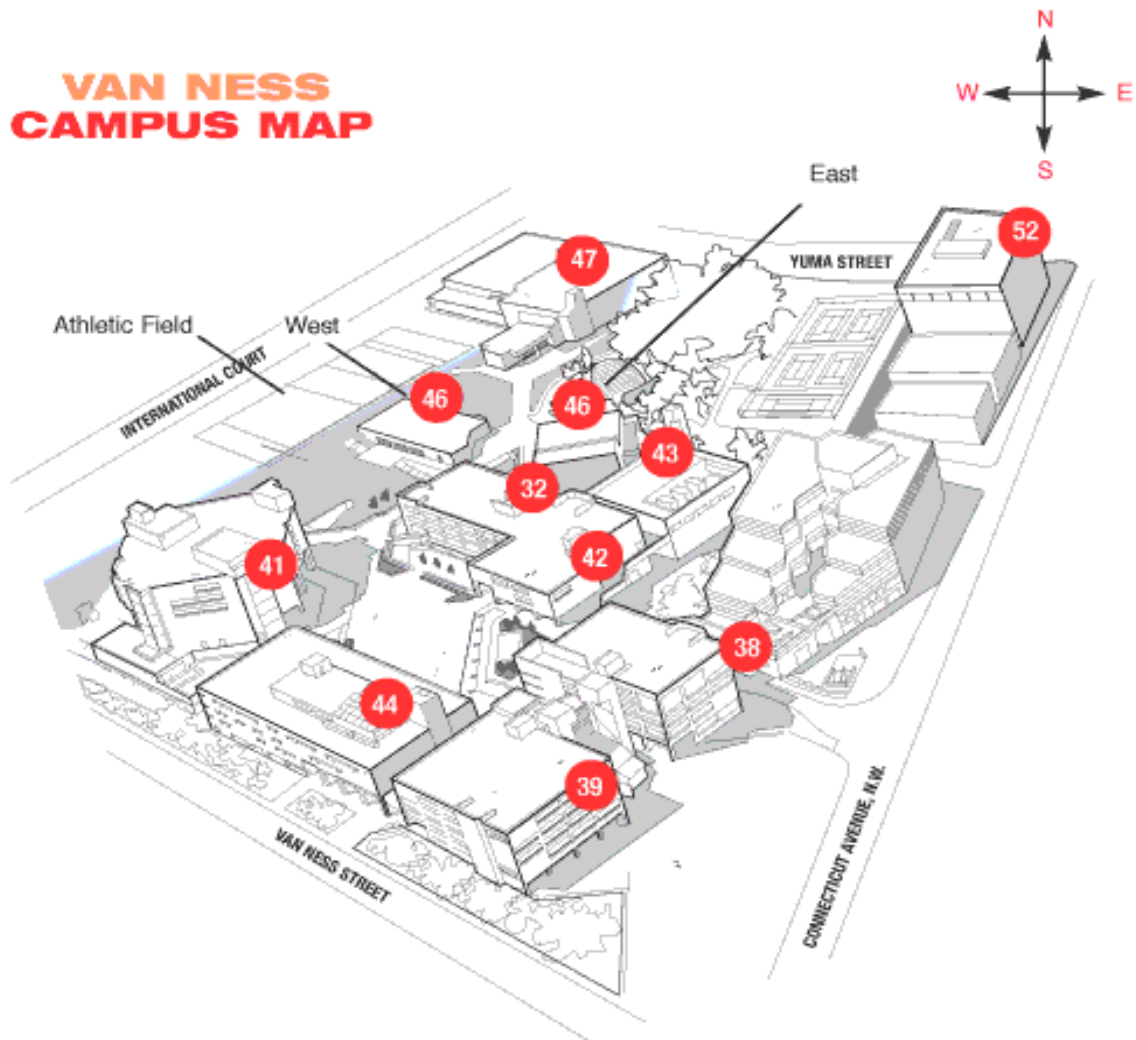 N
VAN NESS
CAMPUS MAP
W
E
S
East
52
47
YUMA STREET
Athletic Field
West
INTERNATIONAL COURT
46
46
43
32
42
41
38
44
39
VAN NESS STREET
CONNECTICUT AVENUE, N.W.